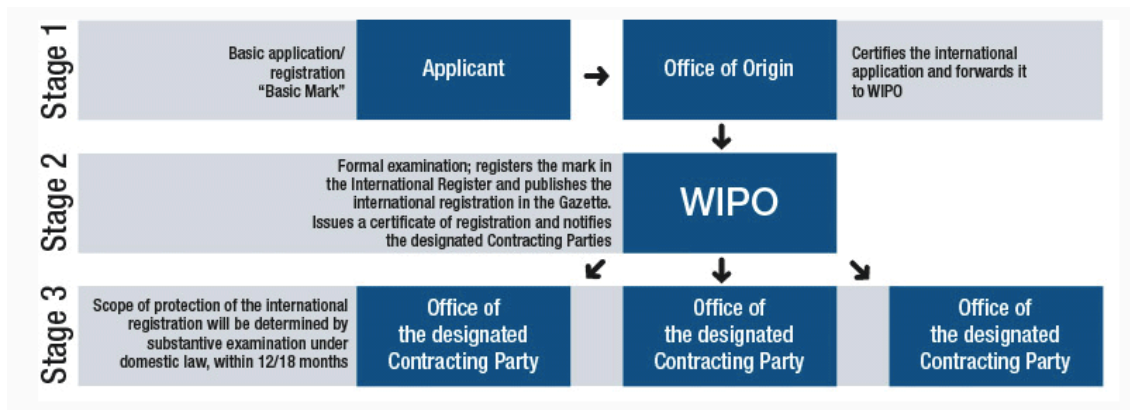 Stage 1
Basic application/
registration
“Basic Mark”
Applicant
Office of Origin
Certifies the international
application and forwards it
to WIPO
Stage 2
Formal examination; registers the mark in
the International Register and publishes the
international registration in the Gazette.
Issues a certificate of registration and notifies
the designated Contracting Parties
WIPO
Stage 3
Scope of protection of the international
registration will be determined by
substantive examination under
domestic law, within 12/18 months
Office of
the designated
Contracting Party
Office of
the designated
Contracting Party
Office of
the designated
Contracting Party